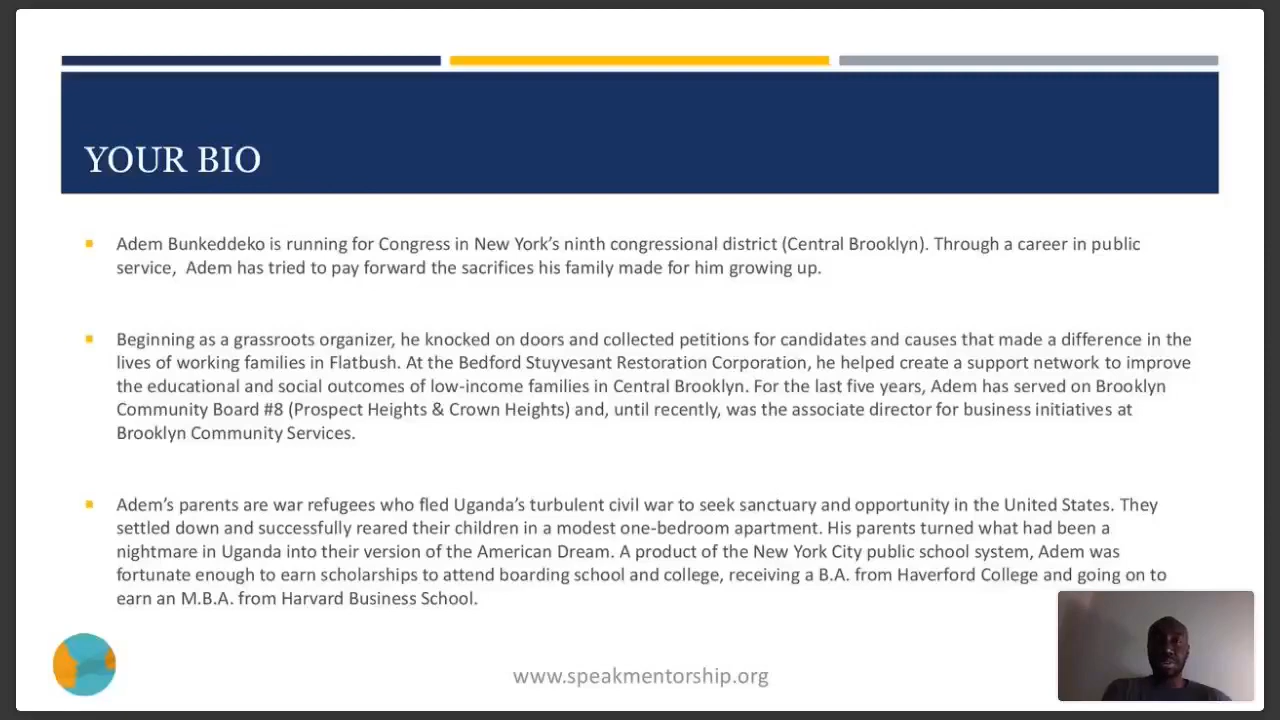 YOUR BIO
Adem Bunkeddeko is running for Congress in New York’s ninth congressional district (Central Brooklyn). Through a career in public
service,  Adem has tried to pay forward the sacrifices his family made for him growing up.
Beginning as a grassroots organizer, he knocked on doors and collected petitions for candidates and causes that made a difference in the
lives of working families in Flatbush. At the Bedford Stuyvesant Restoration Corporation, he helped create a support network to improve
the educational and social outcomes of low-income families in Central Brooklyn. For the last five years, Adem has served on Brooklyn
Community Board #8 (Prospect Heights & Crown Heights) and, until recently, was the associate director for business initiatives at
Brooklyn Community Services.
Adem’s parents are war refugees who fled Uganda’s turbulent civil war to seek sanctuary and opportunity in the United States. They
settled down and successfully reared their children in a modest one-bedroom apartment. His parents turned what had been a
nightmare in Uganda into their version of the American Dream. A product of the New York City public school system, Adem was
fortunate enough to earn scholarships to attend boarding school and college, receiving a B.A. from Haverford College and going on to
earn an M.B.A. from Harvard Business School.
www.speakmentorship.org